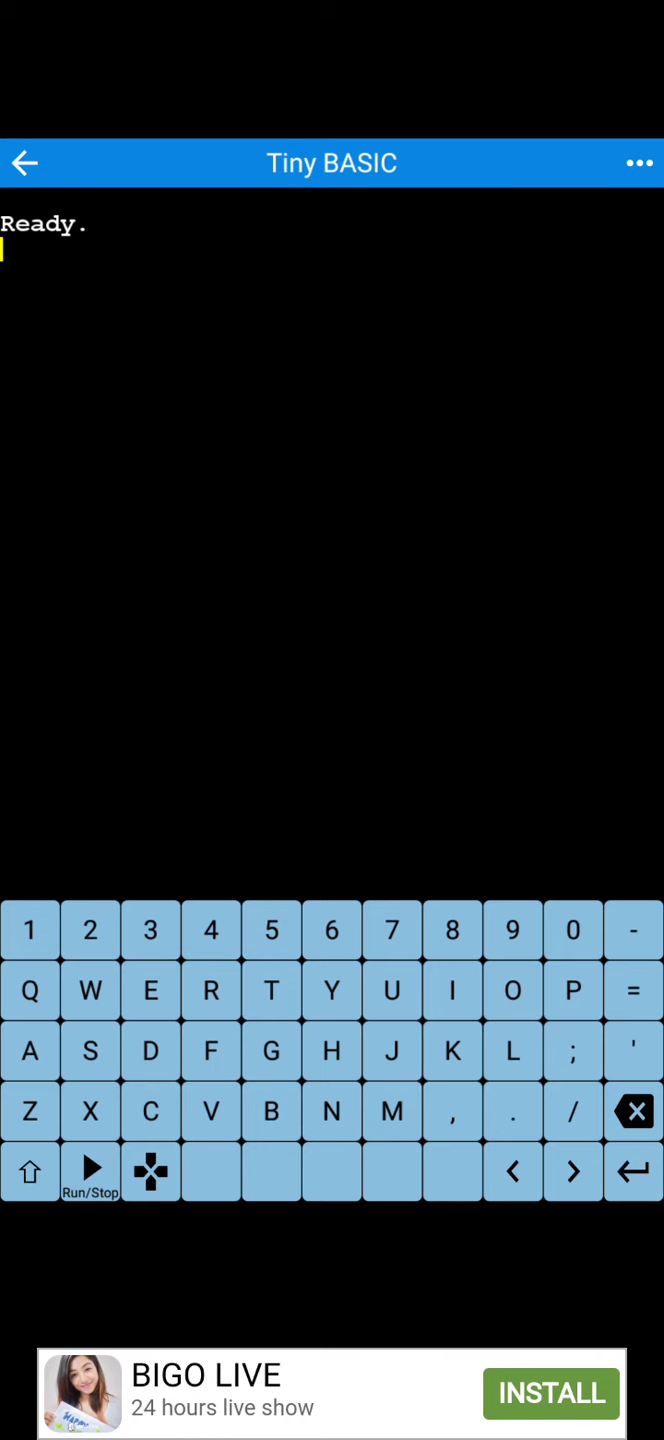 Tiny BASIC
Ready.
1 2 3 4 5 6 7 8 9 0 -
Q W E R T Y U I O P =
A S D F G H J K L ; '
Z X C V B N M , . /
Run/Stop < >
BIGO LIVE
24 hours live show
INSTALL